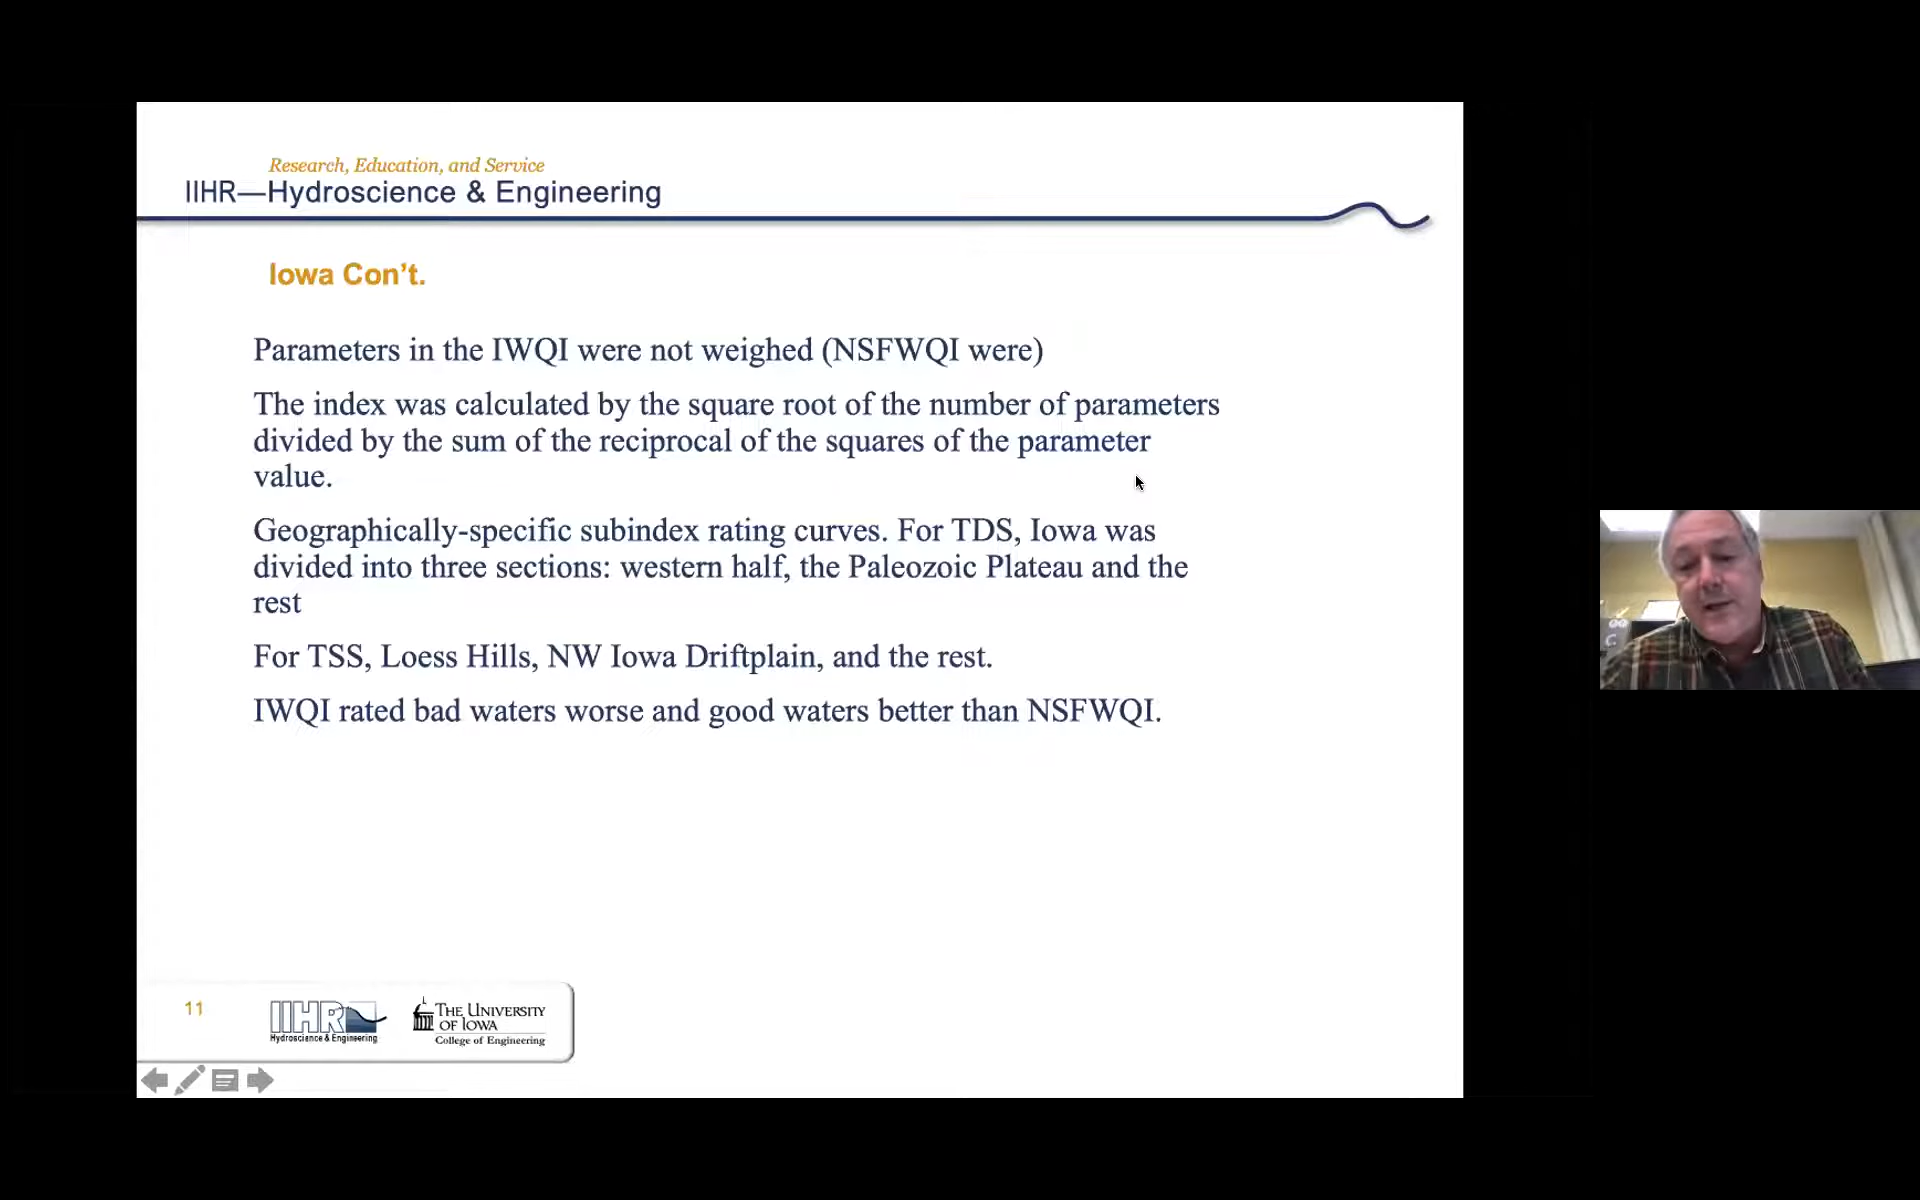 Research, Education, and Service
IIHR—Hydroscience & Engineering
Iowa Con’t.
Parameters in the IWQI were not weighed (NSFWQI were)
The index was calculated by the square root of the number of parameters
divided by the sum of the reciprocal of the squares of the parameter
value.
Geographically-specific subindex rating curves. For TDS, Iowa was
divided into three sections: western half, the Paleozoic Plateau and the
rest
For TSS, Loess Hills, NW Iowa Driftplain, and the rest.
IWQI rated bad waters worse and good waters better than NSFWQI.
11
IIHR
Hydroscience & Engineering
THE UNIVERSITY
OF IOWA
College of Engineering